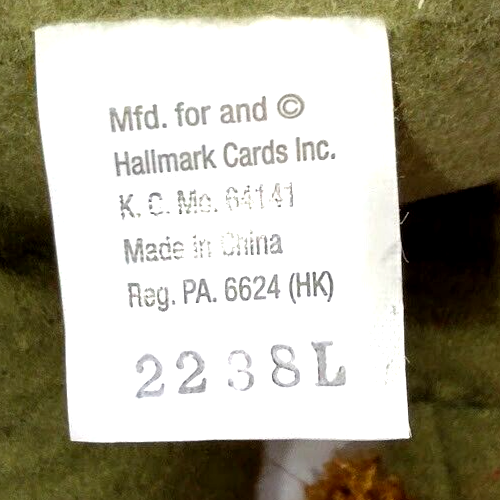 Mfd. for and ©
Hallmark Cards Inc.
K. C. Mo. 64141
Made in China
Reg. PA. 6624 (HK)
2238L